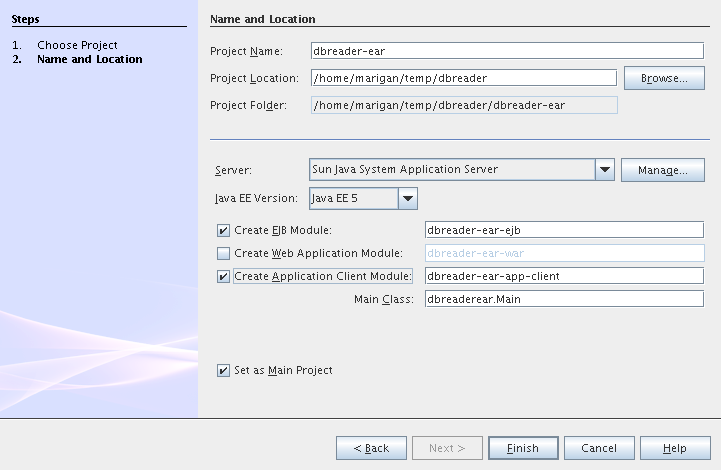 Steps
1. Choose Project
2. Name and Location
Name and Location
Project Name: dbreader-ear
Project Location: /home/marigan/temp/dbreader Browse...
Project Folder: /home/marigan/temp/dbreader/dbreader-ear
Server: Sun Java System Application Server Manage...
Java EE Version: Java EE 5
Create EJB Module: dbreader-ear-ejb
Create Web Application Module: dbreader-ear-war
Create Application Client Module: dbreader-ear-app-client
Main Class: dbreaderear.Main
Set as Main Project
< Back Next > Finish Cancel Help